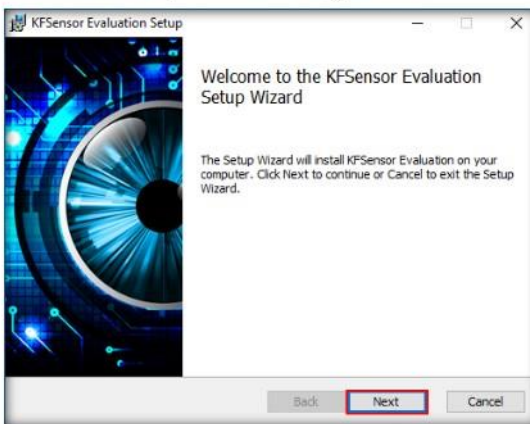 KFSensor Evaluation Setup
Welcome to the KFSensor Evaluation
Setup Wizard
The Setup Wizard will install KFSensor Evaluation on your
computer. Click Next to continue or Cancel to exit the Setup
Wizard.
Back Next Cancel